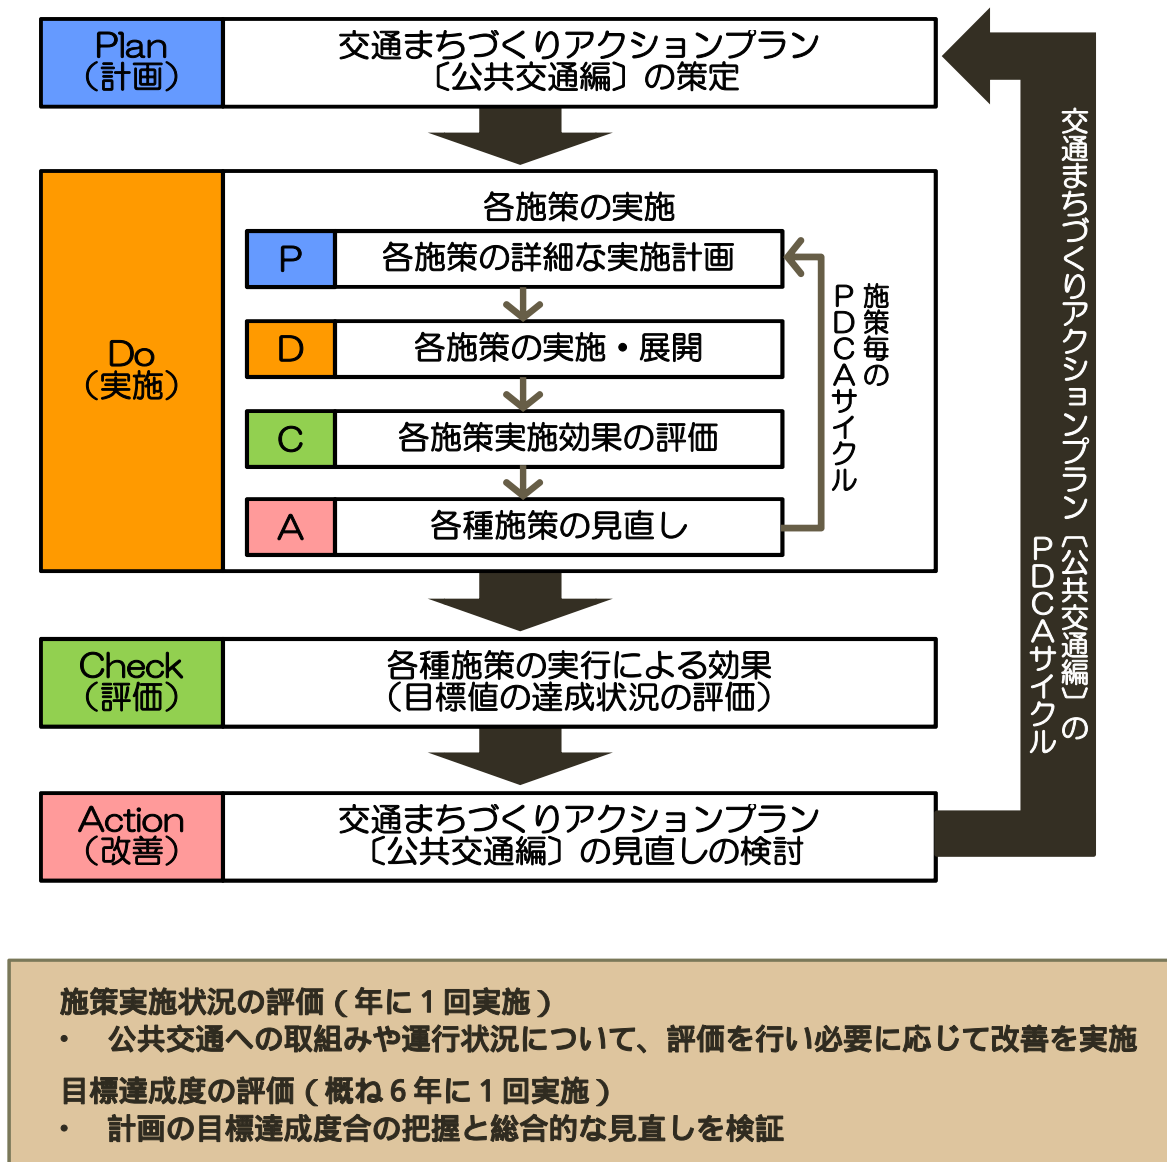 Plan
（計画）
交通まちづくりアクションプラン
〔公共交通編〕の策定
Do
（実施）
各施策の実施
P
各施策の詳細な実施計画
D
各施策の実施・展開
C
各施策実施効果の評価
A
各種施策の見直し
施策毎の
ＰＤＣＡサイクル
Check
（評価）
各種施策の実行による効果
（目標値の達成状況の評価）
Action
（改善）
交通まちづくりアクションプラン
〔公共交通編〕の見直しの検討
交通まちづくりアクションプラン〔公共交通編〕の
ＰＤＣＡサイクル
施策実施状況の評価（年に１回実施）
・　公共交通への取組みや運行状況について、評価を行い必要に応じて改善を実施
目標達成度の評価（概ね６年に１回実施）
・　計画の目標達成度合の把握と総合的な見直しを検証